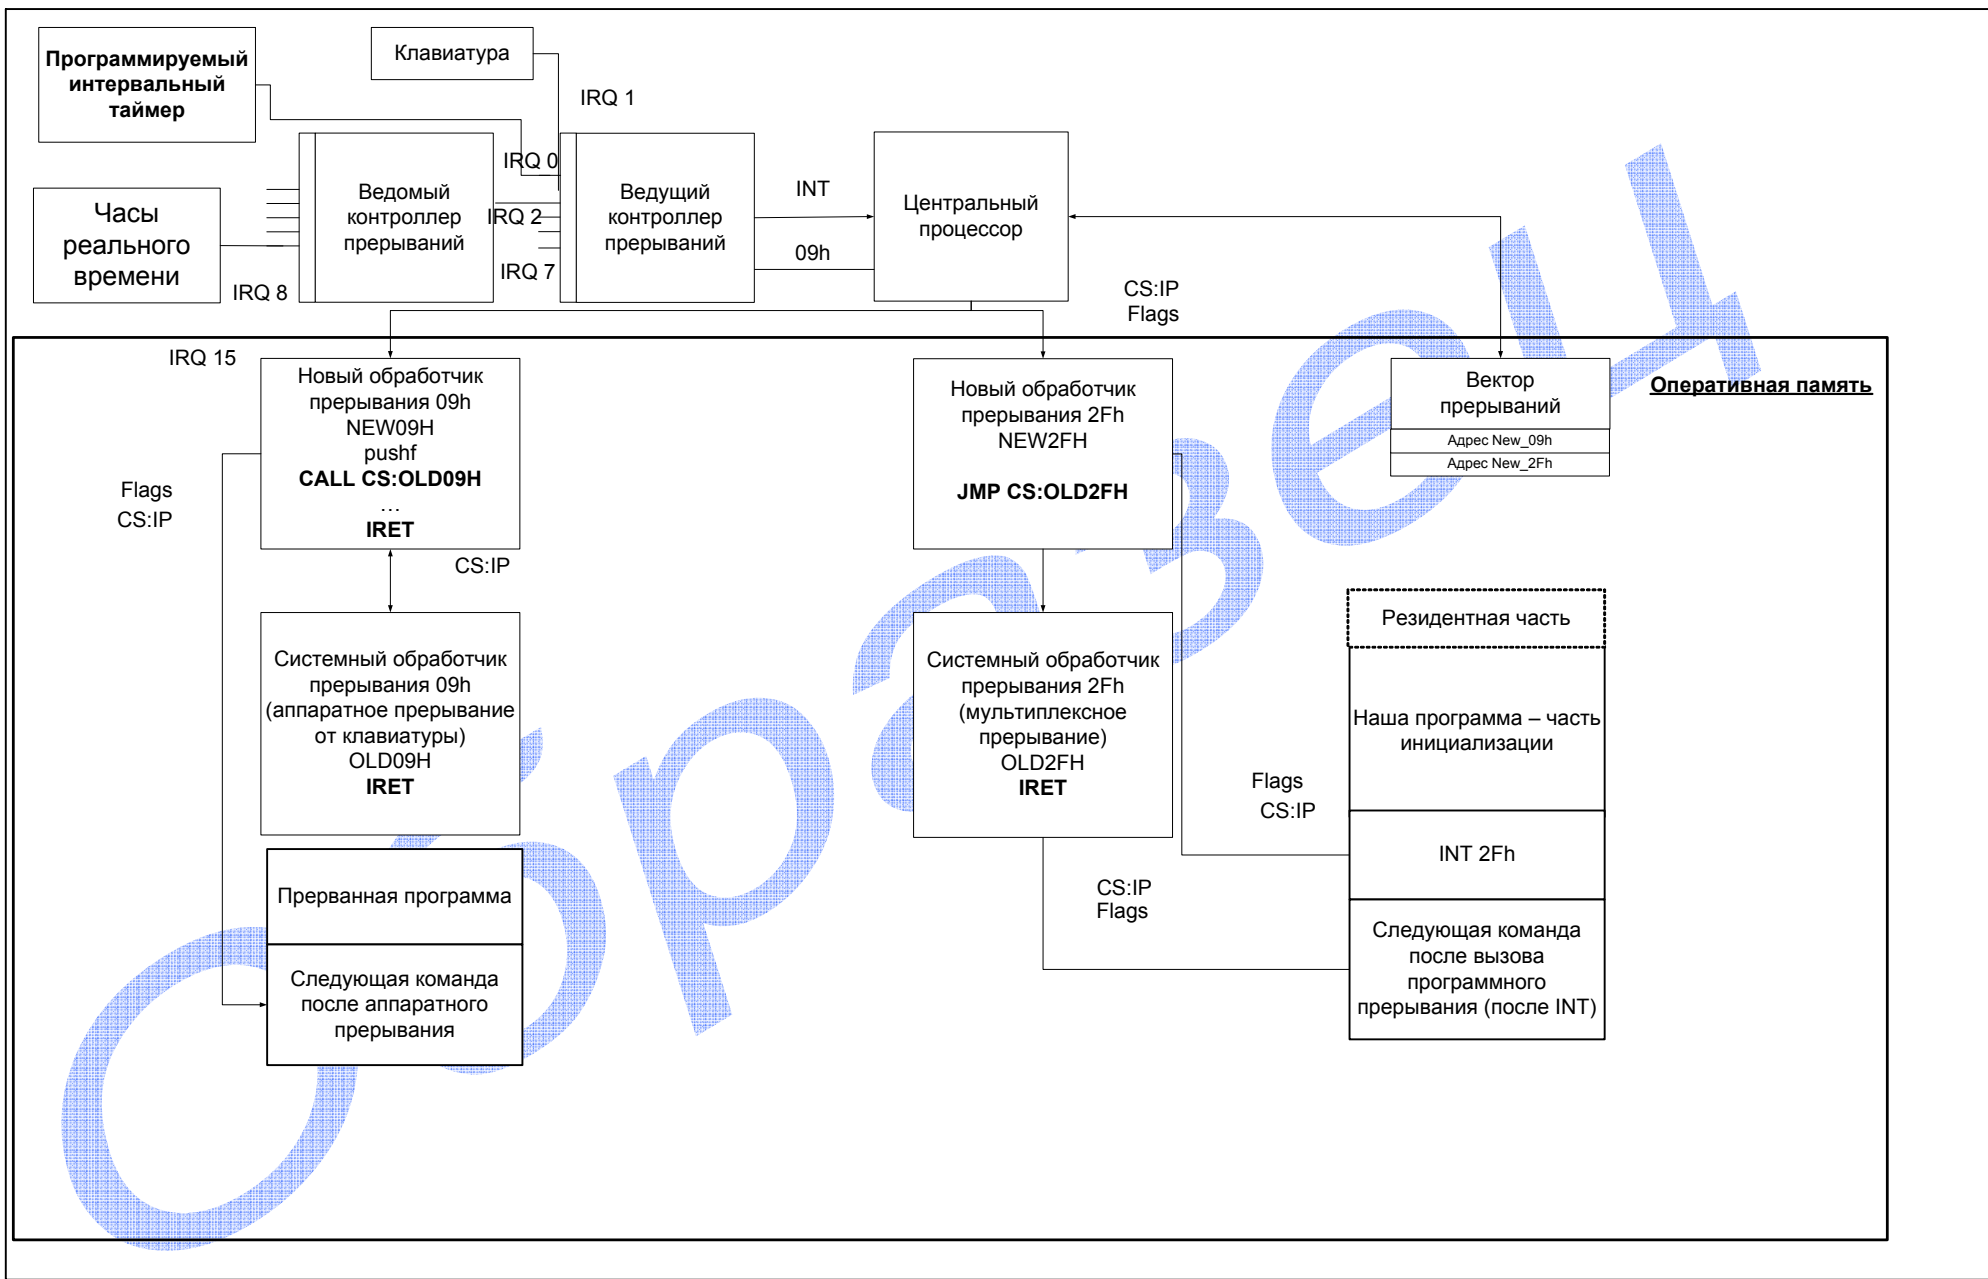 Программируемый
интервальный
таймер
Клавиатура
IRQ 1
IRQ 0
Ведомый
контроллер
прерываний
IRQ 2
Ведущий
контроллер
прерываний
INT
09h
Центральный
процессор
Часы
реального
времени
IRQ 8
IRQ 7
CS:IP
Flags
IRQ 15
Новый обработчик
прерывания 09h
NEW09H
pushf
CALL CS:OLD09H
…
IRET
Новый обработчик
прерывания 2Fh
NEW2FH
JMP CS:OLD2FH
Вектор
прерываний
Адрес New_09h
Адрес New_2Fh
Оперативная память
Flags
CS:IP
CS:IP
Системный обработчик
прерывания 09h
(аппаратное прерывание
от клавиатуры)
OLD09H
IRET
Системный обработчик
прерывания 2Fh
(мультиплексное
прерывание)
OLD2FH
IRET
Резидентная часть
Наша программа – часть
инициализации
Flags
CS:IP
INT 2Fh
Прерванная программа
CS:IP
Flags
Следующая команда
после аппаратного
прерывания
Следующая команда
после вызова
программного
прерывания (после INT)
Образец